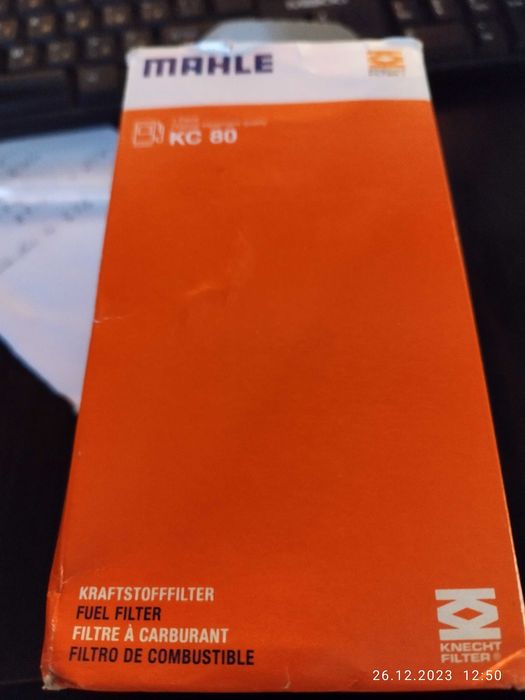 MAHLE
KC 80
KRAFTSTOFFFILTER
FUEL FILTER
FILTRE À CARBURANT
FILTRO DE COMBUSTIBLE
KNECHT
FILTER®
26.12.2023 12:50